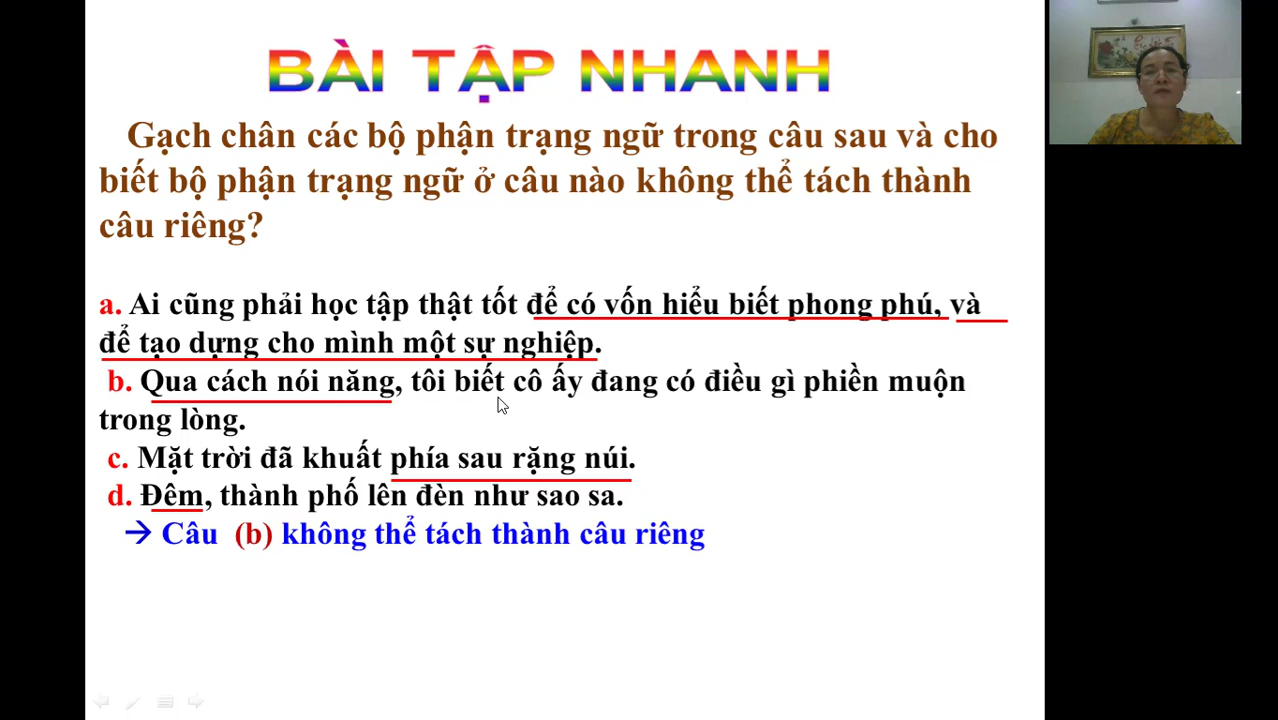 BÀI TẬP NHANH
Gạch chân các bộ phận trạng ngữ trong câu sau và cho
biết bộ phận trạng ngữ ở câu nào không thể tách thành
câu riêng?
a. Ai cũng phải học tập thật tốt để có vốn hiểu biết phong phú, và
để tạo dựng cho mình một sự nghiệp.
b. Qua cách nói năng, tôi biết cô ấy đang có điều gì phiền muộn
trong lòng.
c. Mặt trời đã khuất phía sau rặng núi.
d. Đêm, thành phố lên đèn như sao sa.
→ Câu (b) không thể tách thành câu riêng